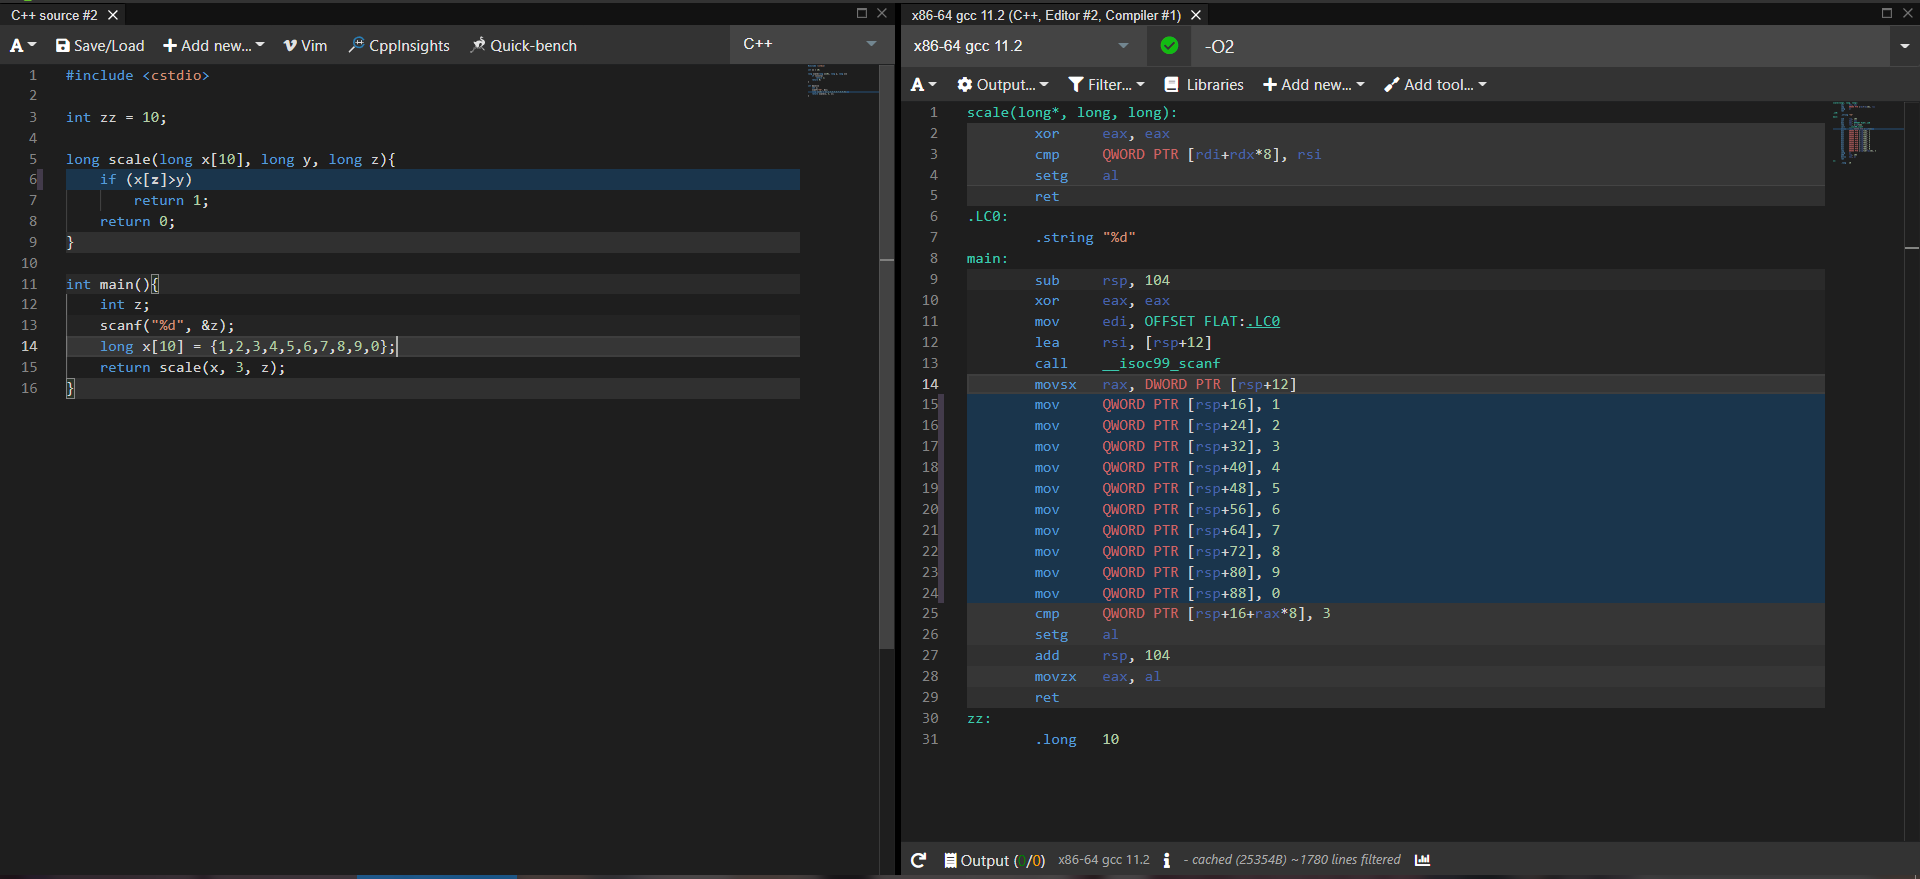 C++ source #2
A Save/Load Add new... Vim CppInsights Quick-bench C++
1 #include <cstdio>
2
3 int zz = 10;
4
5 long scale(long x[10], long y, long z){
6 if (x[z]>y)
7 return 1;
8 return 0;
9 }
10
11 int main(){
12 int z;
13 scanf("%d", &z);
14 long x[10] = {1,2,3,4,5,6,7,8,9,0};
15 return scale(x, 3, z);
16 }
x86-64 gcc 11.2 (C++, Editor #2, Compiler #1)
x86-64 gcc 11.2 -O2
A Output... Filter... Libraries Add new... Add tool...
1 scale(long*, long, long):
2 xor eax, eax
3 cmp QWORD PTR [rdi+rdx*8], rsi
4 setg al
5 ret
6 .LC0:
7 .string "%d"
8 main:
9 sub rsp, 104
10 xor eax, eax
11 mov edi, OFFSET FLAT:.LC0
12 lea rsi, [rsp+12]
13 call __isoc99_scanf
14 movsx rax, DWORD PTR [rsp+12]
15 mov QWORD PTR [rsp+16], 1
16 mov QWORD PTR [rsp+24], 2
17 mov QWORD PTR [rsp+32], 3
18 mov QWORD PTR [rsp+40], 4
19 mov QWORD PTR [rsp+48], 5
20 mov QWORD PTR [rsp+56], 6
21 mov QWORD PTR [rsp+64], 7
22 mov QWORD PTR [rsp+72], 8
23 mov QWORD PTR [rsp+80], 9
24 mov QWORD PTR [rsp+88], 0
25 cmp QWORD PTR [rsp+16+rax*8], 3
26 setg al
27 add rsp, 104
28 movzx eax, al
29 ret
30 zz:
31 .long 10
Output (0/0) x86-64 gcc 11.2 i - cached (25354B) ~1780 lines filtered